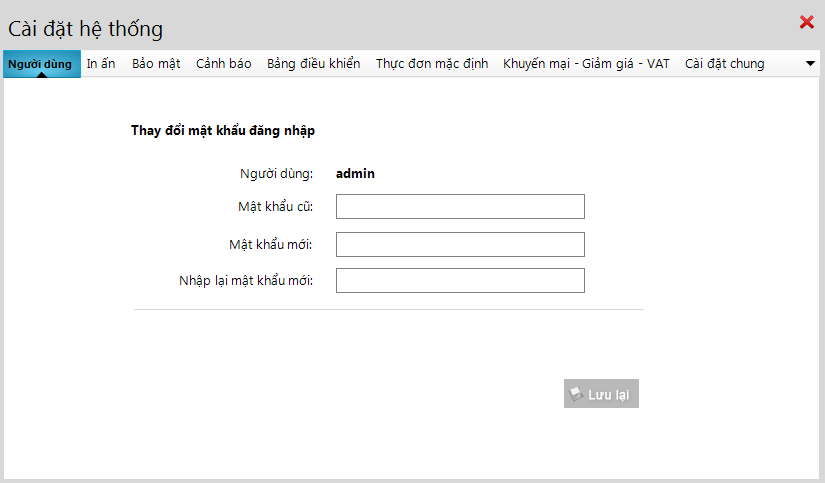 Cài đặt hệ thống
Người dùng In ấn Bảo mật Cảnh báo Bảng điều khiển Thực đơn mặc định Khuyến mại - Giảm giá - VAT Cài đặt chung
Thay đổi mật khẩu đăng nhập
Người dùng: admin
Mật khẩu cũ:
Mật khẩu mới:
Nhập lại mật khẩu mới:
Lưu lại